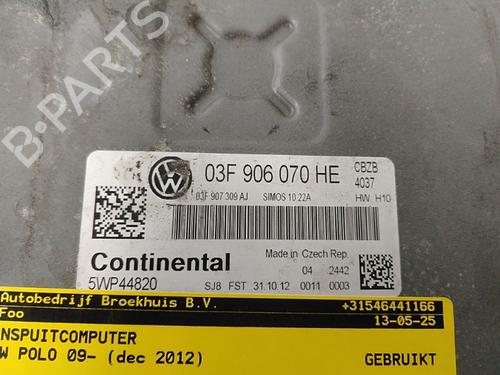 B-PARTS
03F 906 070 HE
CBZB
4037
03F 907 309 AJ SIMOS 10.22A HW H10
Made in Czech Rep.
Continental
04 2442
5WP44820 SJ8 FST 31.10.12 0011 0003
Autobedrijf Broekhuis B.V. +31546441166
Foo 13-05-25
NSPUITCOMPUTER
W POLO 09- (dec 2012) GEBRUIKT